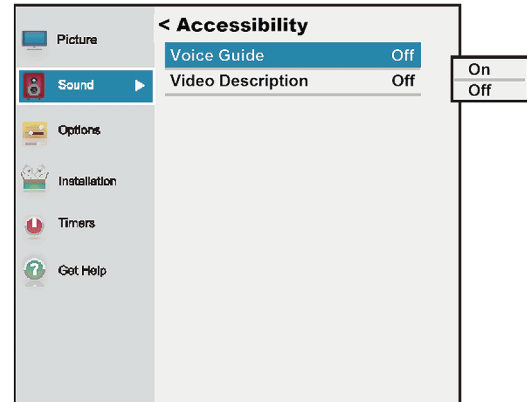 Picture
Sound
Options
Installation
Timers
Get Help
< Accessibility
Voice Guide Off
Video Description Off
On
Off